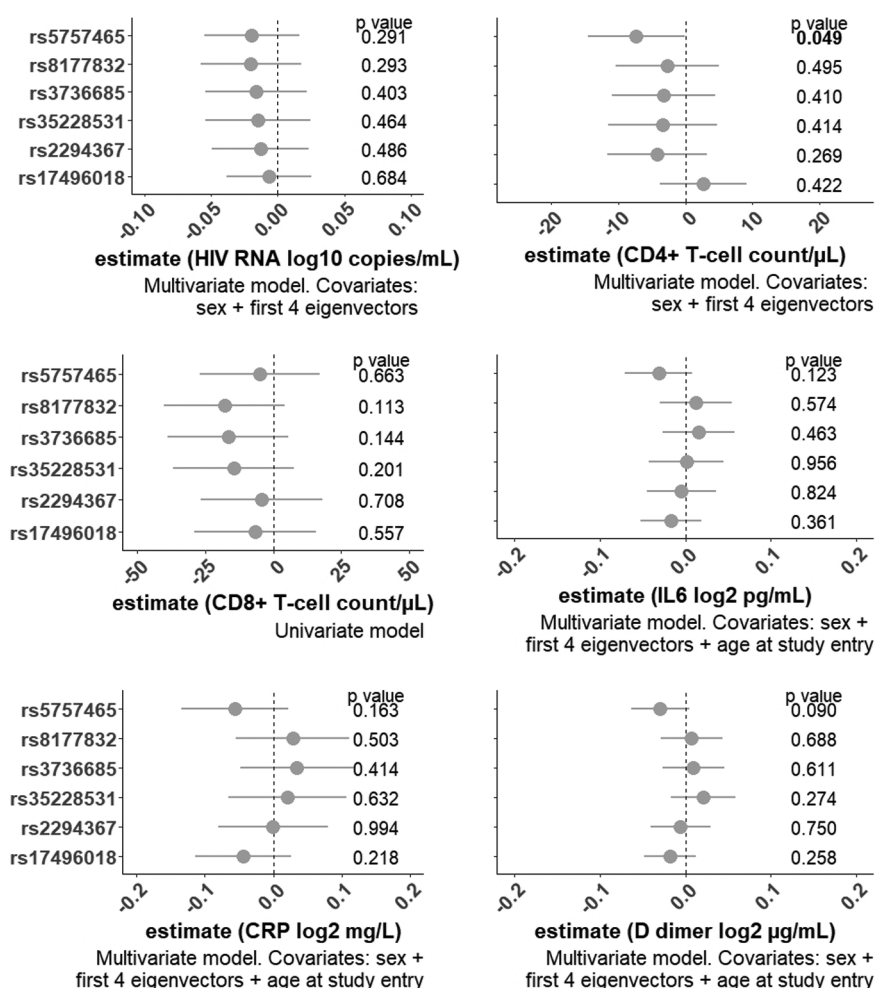 p value
rs5757465 0.291
rs8177832 0.293
rs3736685 0.403
rs35228531 0.464
rs2294367 0.486
rs17496018 0.684
-0.10 -0.05 0.00 0.05 0.10
estimate (HIV RNA log10 copies/mL)
Multivariate model. Covariates:
sex + first 4 eigenvectors
p value
0.049
0.495
0.410
0.414
0.269
0.422
-20 -10 0 10 20
estimate (CD4+ T-cell count/µL)
Multivariate model. Covariates:
sex + first 4 eigenvectors
p value
rs5757465 0.663
rs8177832 0.113
rs3736685 0.144
rs35228531 0.201
rs2294367 0.708
rs17496018 0.557
-50 -25 0 25 50
estimate (CD8+ T-cell count/µL)
Univariate model
p value
0.123
0.574
0.463
0.956
0.824
0.361
-0.2 -0.1 0.0 0.1 0.2
estimate (IL6 log2 pg/mL)
Multivariate model. Covariates: sex +
first 4 eigenvectors + age at study entry
p value
rs5757465 0.163
rs8177832 0.503
rs3736685 0.414
rs35228531 0.632
rs2294367 0.994
rs17496018 0.218
-0.2 -0.1 0.0 0.1 0.2
estimate (CRP log2 mg/L)
Multivariate model. Covariates: sex +
first 4 eigenvectors + age at study entry
p value
0.090
0.688
0.611
0.274
0.750
0.258
-0.2 -0.1 0.0 0.1 0.2
estimate (D dimer log2 µg/mL)
Multivariate model. Covariates: sex +
first 4 eigenvectors + age at study entry